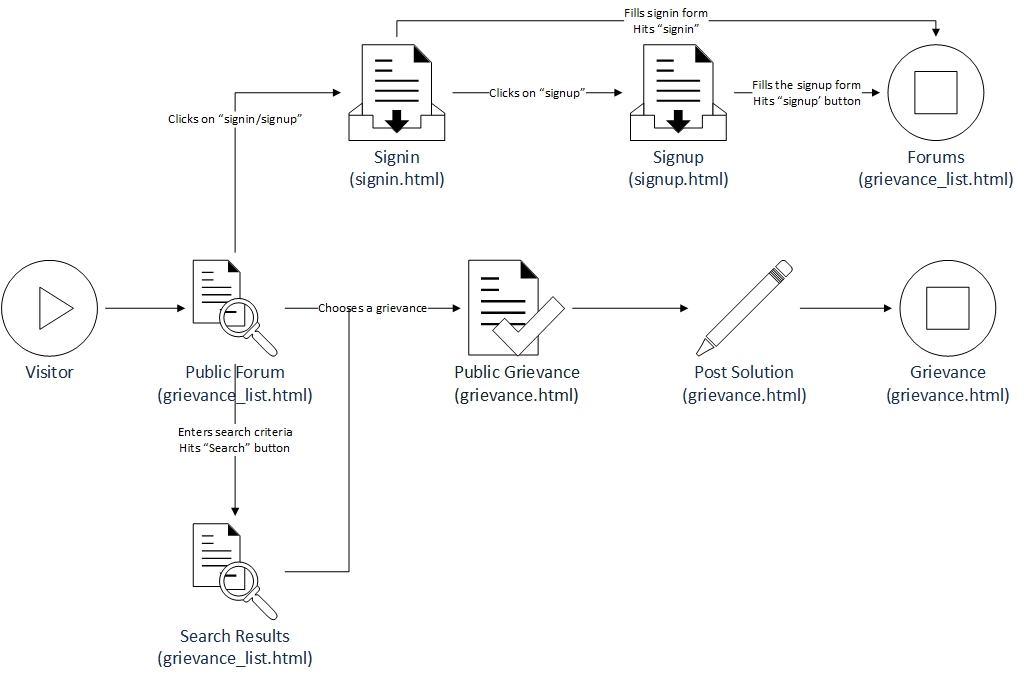 Fills signin form
Hits “signin”
Clicks on “signin/signup”
Clicks on “signup”
Fills the signup form
Hits “signup’ button
Signin
(signin.html)
Signup
(signup.html)
Forums
(grievance_list.html)
Chooses a grievance
Visitor
Public Forum
(grievance_list.html)
Public Grievance
(grievance.html)
Post Solution
(grievance.html)
Grievance
(grievance.html)
Enters search criteria
Hits “Search” button
Search Results
(grievance_list.html)